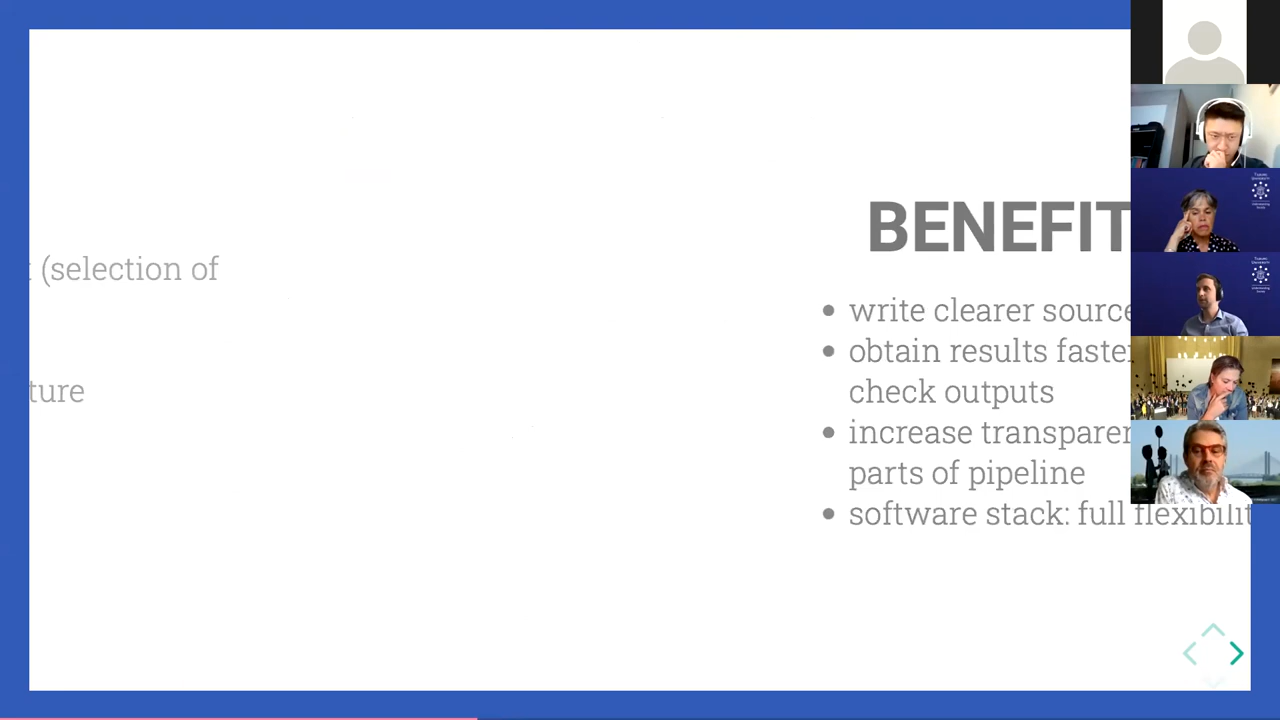 (selection of
ture
BENEFIT
• write clearer source
• obtain results faster
check outputs
• increase transparen
parts of pipeline
• software stack: full flexibilit